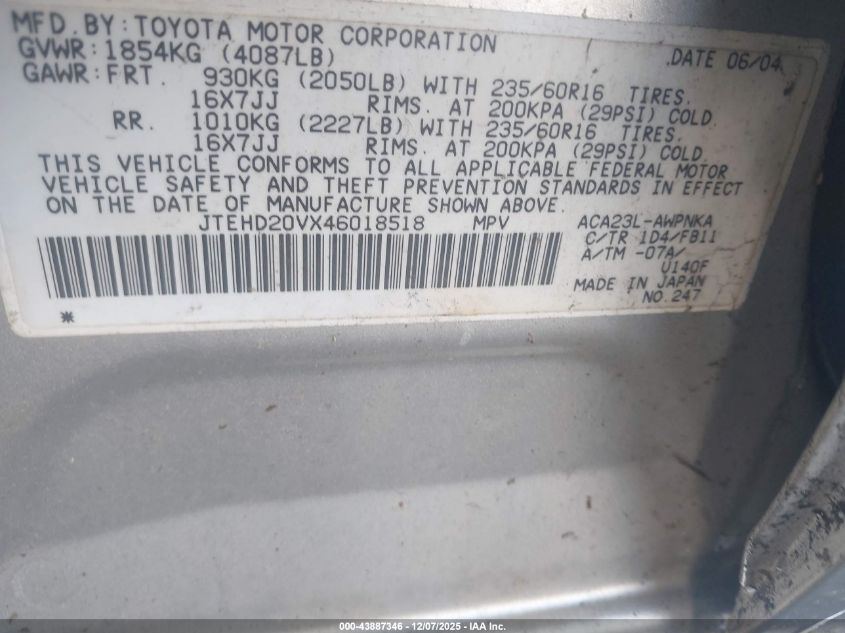 MFD.BY:TOYOTA MOTOR CORPORATION
GVWR:1854KG (4087LB) DATE 06/04
GAWR:FRT. 930KG (2050LB) WITH 235/60R16 TIRES.
16X7JJ RIMS. AT 200KPA (29PSI) COLD
RR. 1010KG (2227LB) WITH 235/60R16 TIRES.
16X7JJ RIMS. AT 200KPA (29PSI) COLD
THIS VEHICLE CONFORMS TO ALL APPLICABLE FEDERAL MOTOR
VEHICLE SAFETY AND THEFT PREVENTION STANDARDS IN EFFECT
ON THE DATE OF MANUFACTURE SHOWN ABOVE.
JTEHD20VX46018518 MPV ACA23L-AWPNKA
C/TR 1D4/FB11
A/TM -07A/
U140F
MADE IN JAPAN
NO.247
*
000-43887346 - 12/07/2025 - IAA Inc.